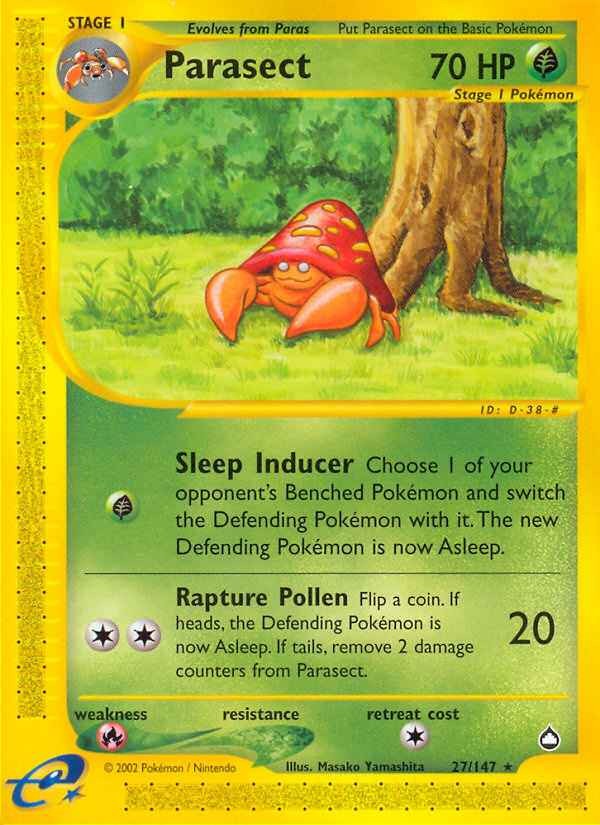 STAGE 1
Evolves from Paras
Put Parasect on the Basic Pokémon
Parasect
70 HP
Stage 1 Pokémon
ID: D-38-#
Sleep Inducer Choose 1 of your
opponent's Benched Pokémon and switch
the Defending Pokémon with it. The new
Defending Pokémon is now Asleep.
Rapture Pollen Flip a coin. If
heads, the Defending Pokémon is
now Asleep. If tails, remove 2 damage
counters from Parasect.
20
weakness
resistance
retreat cost
© 2002 Pokémon / Nintendo
Illus. Masako Yamashita
27/147 ★
e